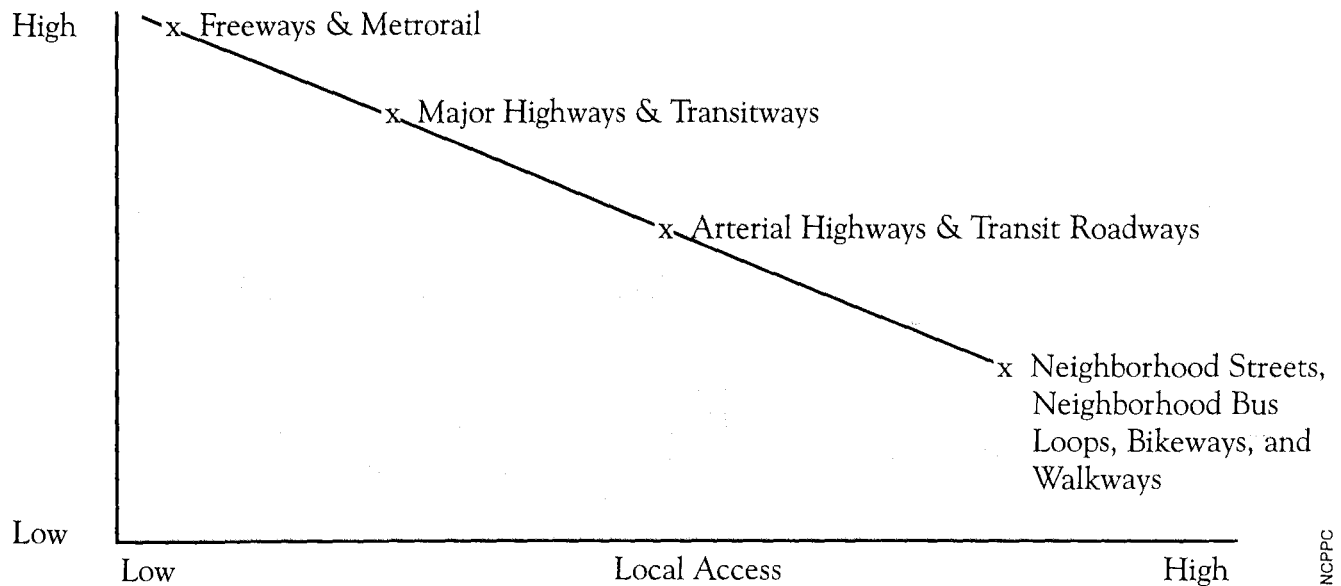 High
x Freeways & Metrorail
x Major Highways & Transitways
x Arterial Highways & Transit Roadways
x Neighborhood Streets,
Neighborhood Bus
Loops, Bikeways, and
Walkways
Low
Low Local Access High
NCPPC